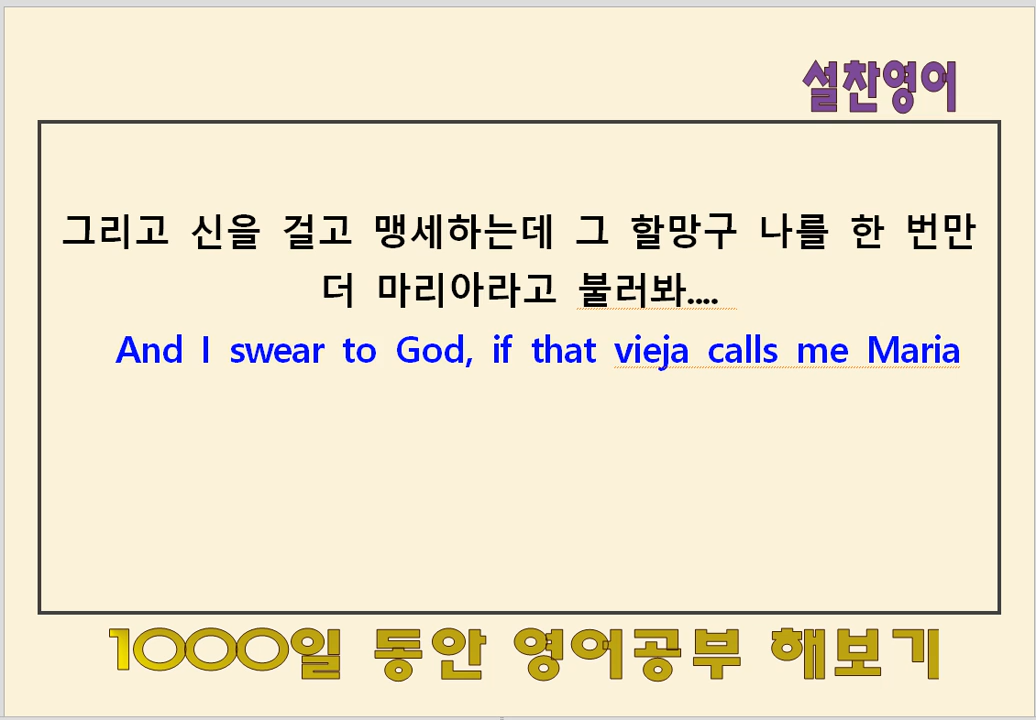 설찬영어
그리고 신을 걸고 맹세하는데 그 할망구 나를 한 번만
더 마리아라고 불러봐....
And I swear to God, if that vieja calls me Maria
1000일 동안 영어공부 해보기